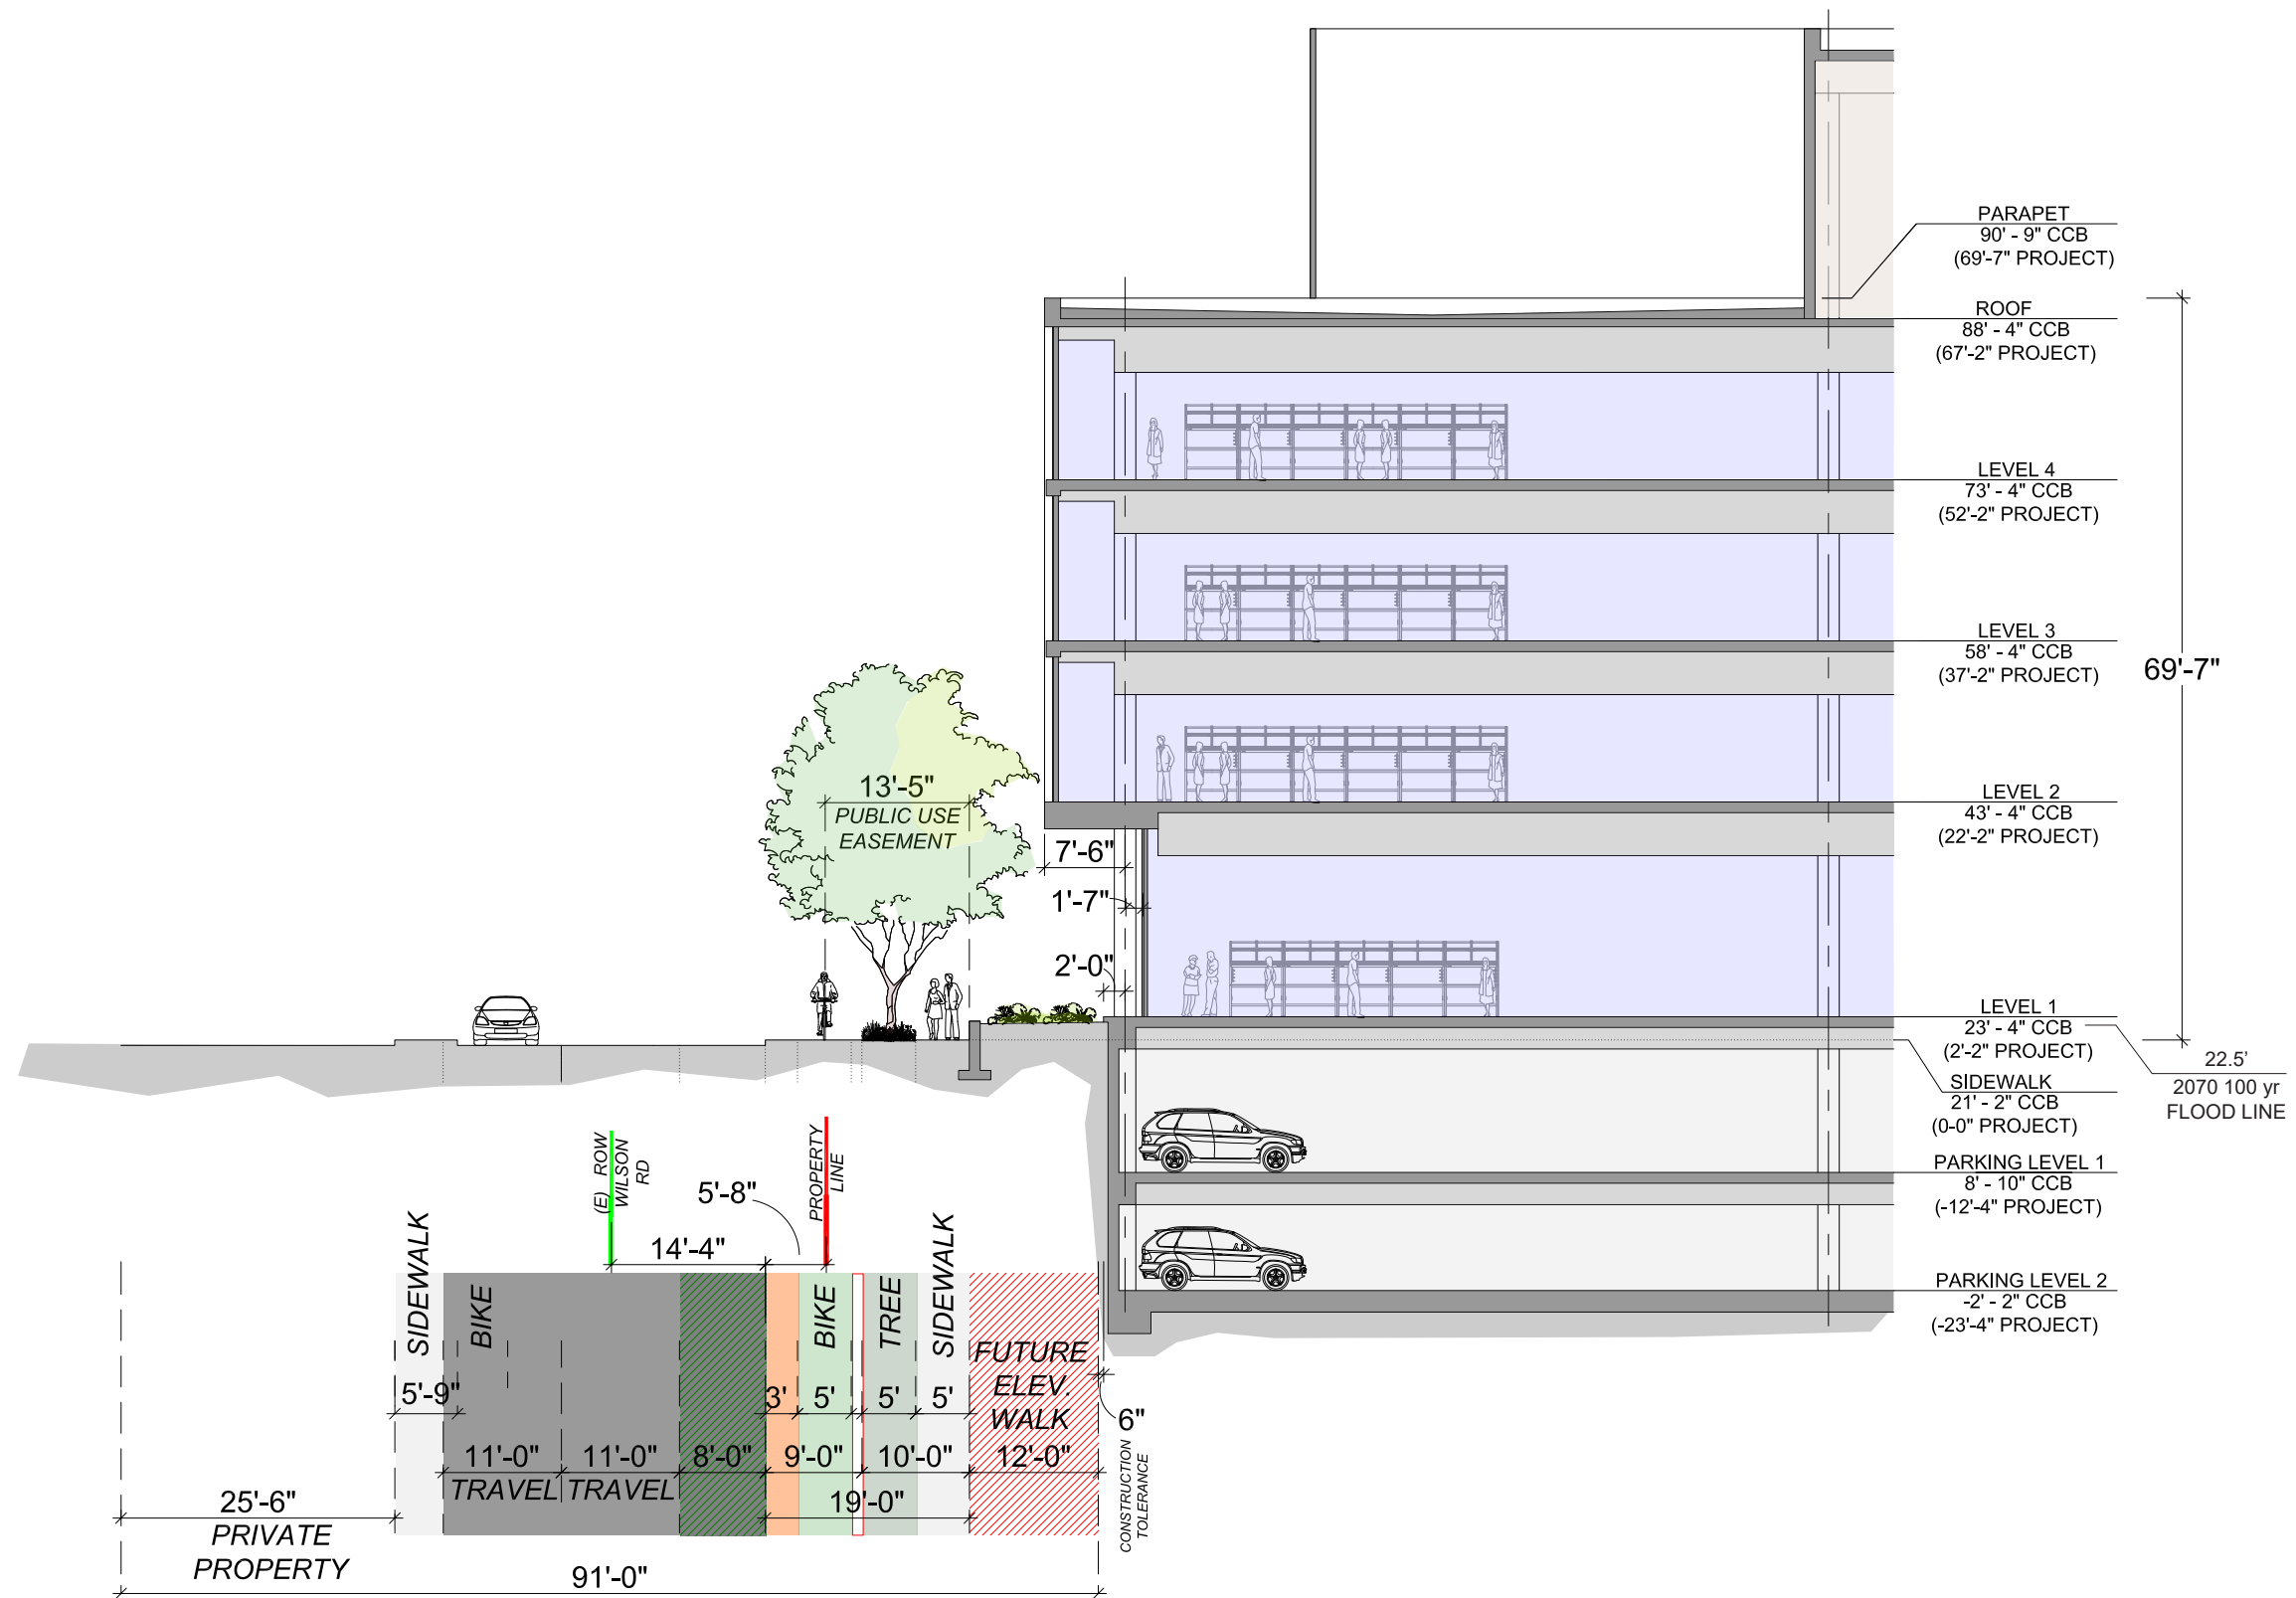 PARAPET
90' - 9" CCB
(69'-7" PROJECT)
ROOF
88' - 4" CCB
(67'-2" PROJECT)
LEVEL 4
73' - 4" CCB
(52'-2" PROJECT)
LEVEL 3
58' - 4" CCB
(37'-2" PROJECT)
69'-7"
13'-5"
PUBLIC USE
EASEMENT
LEVEL 2
43' - 4" CCB
(22'-2" PROJECT)
7'-6"
1'-7"
2'-0"
LEVEL 1
23' - 4" CCB
(2'-2" PROJECT)
22.5'
2070 100 yr
FLOOD LINE
SIDEWALK
21' - 2" CCB
(0-0" PROJECT)
PARKING LEVEL 1
8' - 10" CCB
(-12'-4" PROJECT)
PARKING LEVEL 2
-2' - 2" CCB
(-23'-4" PROJECT)
(E) ROW
WILSON
RD
PROPERTY
LINE
5'-8"
14'-4"
SIDEWALK
BIKE
BIKE
TREE
SIDEWALK
FUTURE
ELEV.
WALK
5'-9"
3'
5'
5'
5'
6"
CONSTRUCTION
TOLERANCE
11'-0"
11'-0"
8'-0"
9'-0"
10'-0"
12'-0"
TRAVEL
TRAVEL
25'-6"
19'-0"
PRIVATE
PROPERTY
91'-0"